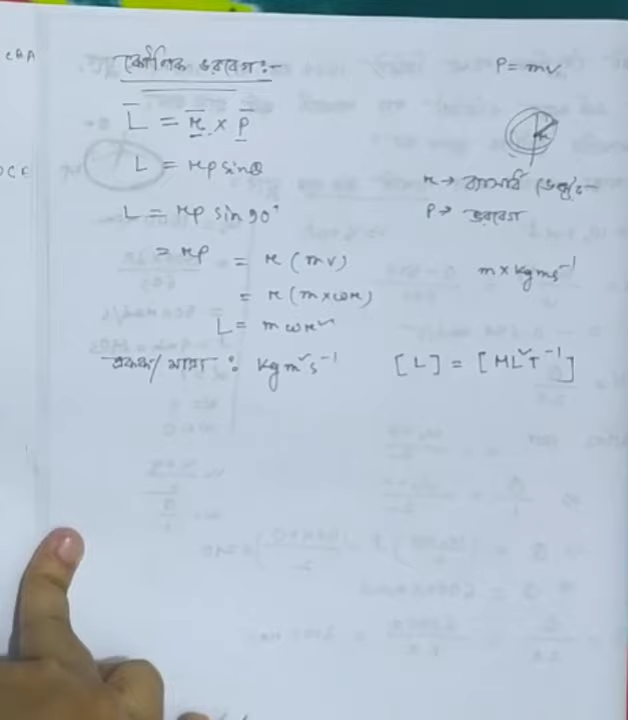 কৌণিক ভরবেগ:-
P = mv
L̅ = r̅ × p̅
L = rp sinθ
r → ব্যাসার্ধ
L = rp sin 90°
P → ভরবেগ
= rp = r (mv)
m × kgms⁻¹
= r (m×ωr)
L = mωr²
একক/মাত্রা : kgm²s⁻¹ [L] = [ML²T⁻¹]